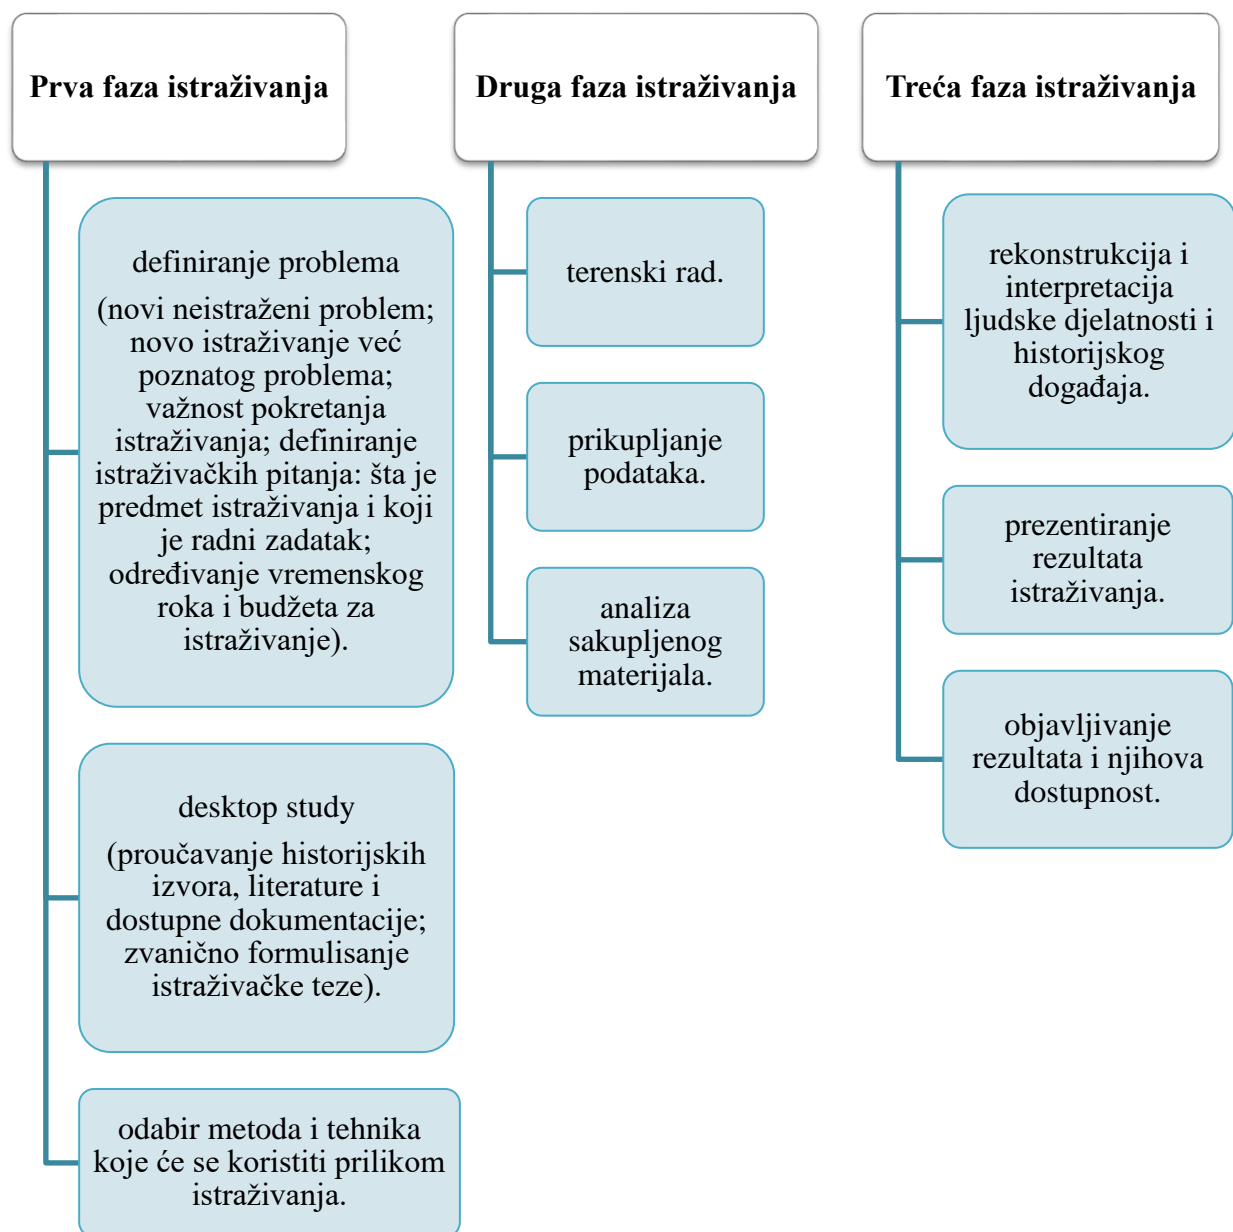 Prva faza istraživanja
definiranje problema
(novi neistraženi problem;
novo istraživanje već
poznatog problema;
važnost pokretanja
istraživanja; definiranje
istraživačkih pitanja: šta je
predmet istraživanja i koji
je radni zadatak;
određivanje vremenskog
roka i budžeta za
istraživanje).
desktop study
(proučavanje historijskih
izvora, literature i
dostupne dokumentacije;
zvanično formulisanje
istraživačke teze).
odabir metoda i tehnika
koje će se koristiti prilikom
istraživanja.
Druga faza istraživanja
terenski rad.
prikupljanje
podataka.
analiza
sakupljenog
materijala.
Treća faza istraživanja
rekonstrukcija i
interpretacija
ljudske djelatnosti i
historijskog
događaja.
prezentiranje
rezultata
istraživanja.
objavljivanje
rezultata i njihova
dostupnost.